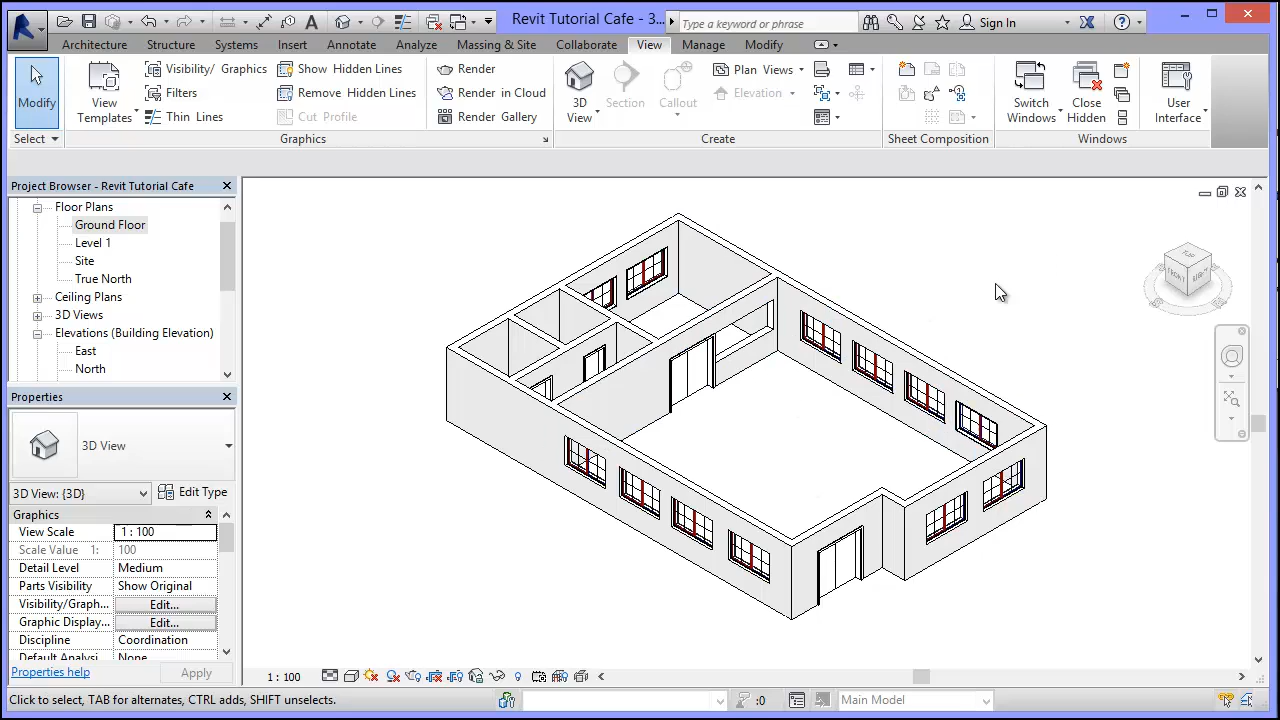 Revit Tutorial Cafe - 3...
Type a keyword or phrase
Sign In
Architecture Structure Systems Insert Annotate Analyze Massing & Site Collaborate View Manage Modify
Modify
Select
View Templates
Visibility/ Graphics
Filters
Thin Lines
Show Hidden Lines
Remove Hidden Lines
Cut Profile
Render
Render in Cloud
Render Gallery
Graphics
3D View
Section
Callout
Plan Views
Elevation
Create
Sheet Composition
Switch Windows
Close Hidden
User Interface
Windows
Project Browser - Revit Tutorial Cafe
Floor Plans
Ground Floor
Level 1
Site
True North
Ceiling Plans
3D Views
Elevations (Building Elevation)
East
North
Properties
3D View
3D View: {3D}
Edit Type
Graphics
View Scale 1 : 100
Scale Value 1: 100
Detail Level Medium
Parts Visibility Show Original
Visibility/Graph... Edit...
Graphic Display... Edit...
Discipline Coordination
Default Analysi None
Properties help
Apply
TOP
FRONT
1 : 100
Click to select, TAB for alternates, CTRL adds, SHIFT unselects.
:0
Main Model